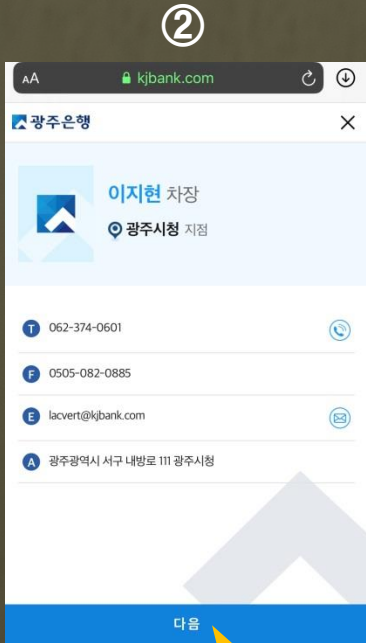 ②
AA kjbank.com
광주은행
이지현 차장
광주시청 지점
T 062-374-0601
F 0505-082-0885
E lacvert@kjbank.com
A 광주광역시 서구 내방로 111 광주시청
다음